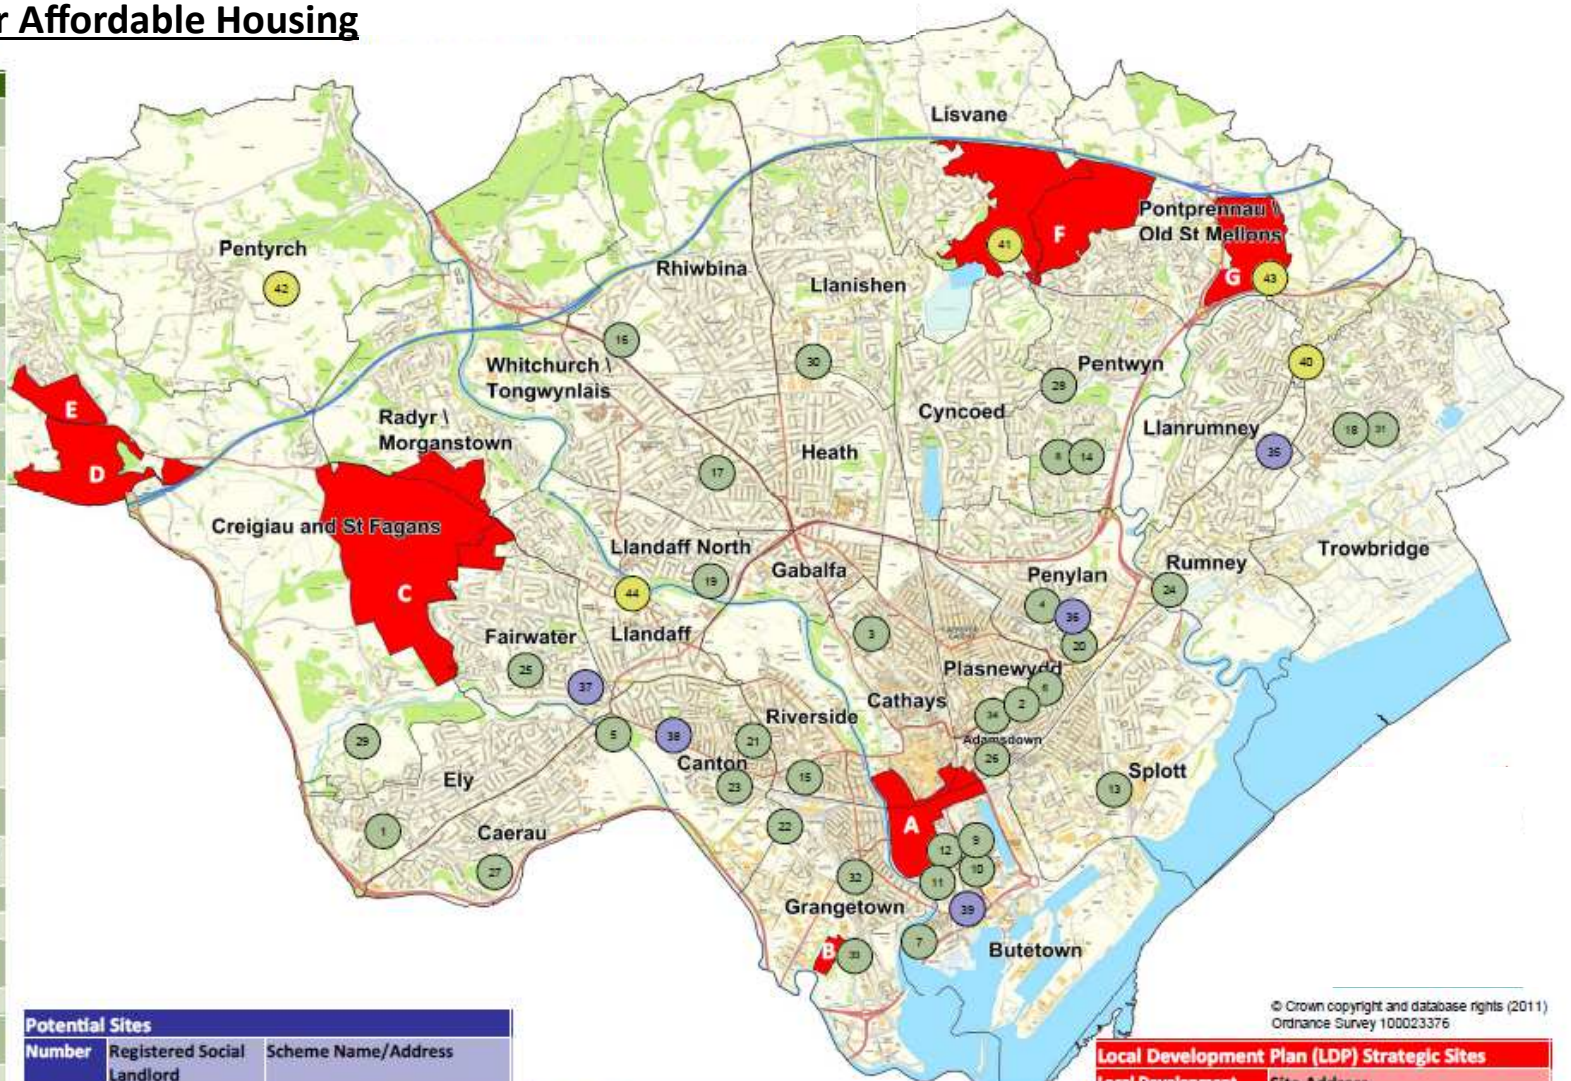 r Affordable Housing
Lisvane
Pontprennau \
Old St Mellons
F
41
G
43
Pentyrch
42
Rhiwbina
Llanishen
16
30
Whitchurch \
Tongwynlais
Pentwyn
28
40
E
D
Radyr \
Morganstown
Cyncoed
Llanrumney
18
31
35
Heath
17
8
14
Creigiau and St Fagans
C
Llandaff North
19
Gabalfa
Penylan
Rumney
Trowbridge
24
44
Llandaff
4
36
20
3
Fairwater
25
37
Plasnewydd
6
2
34
Cathays
Adamsdown
26
Riverside
29
5
38
21
Canton
23
15
Ely
Splott
13
1
Caerau
27
22
A
12
9
10
11
32
Grangetown
39
B
33
7
Butetown
© Crown copyright and database rights (2011)
Ordnance Survey 100023376
Potential Sites
Number
Registered Social
Landlord
Scheme Name/Address
Local Development Plan (LDP) Strategic Sites
Local Development
Site Address